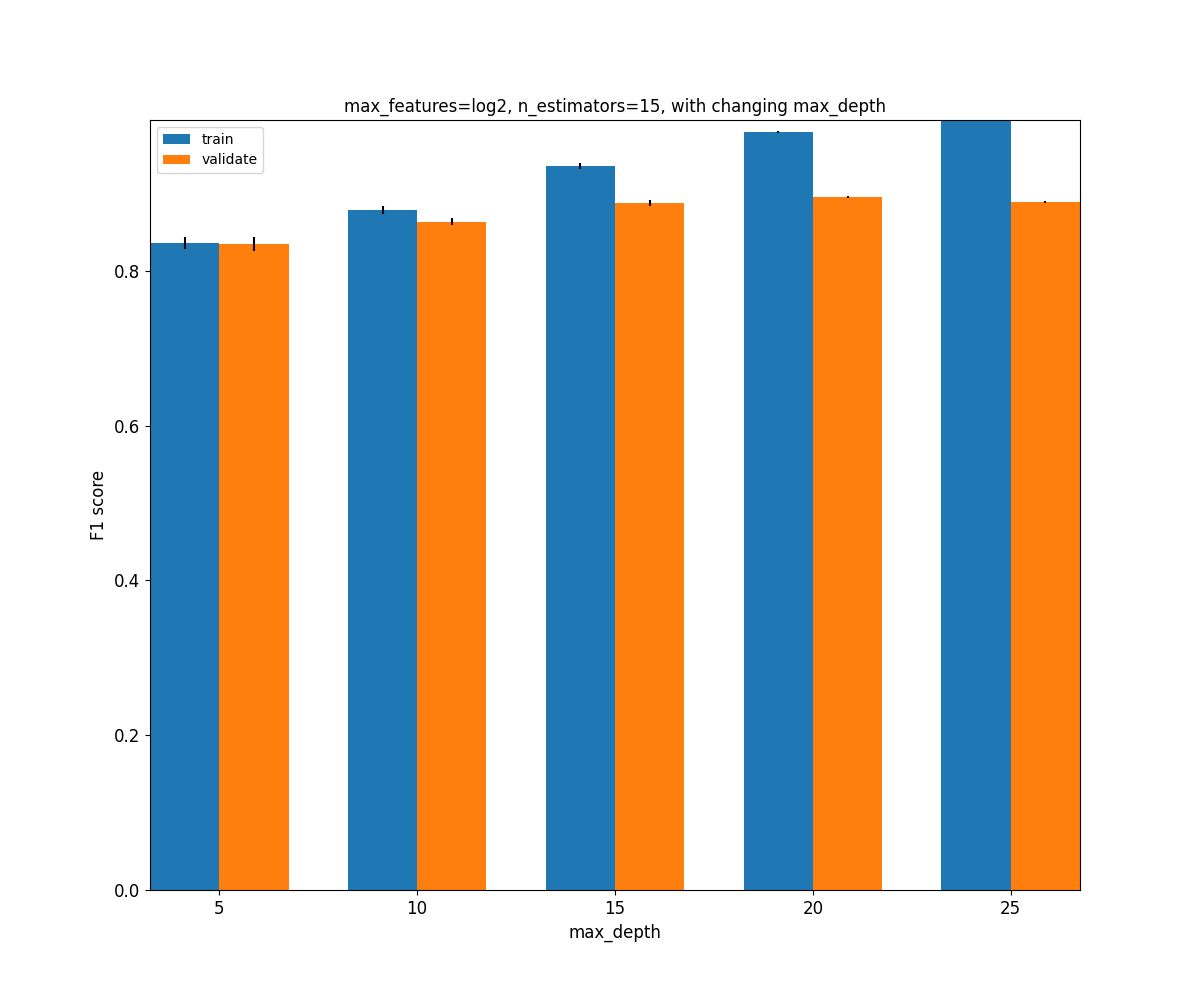 max_features=log2, n_estimators=15, with changing max_depth
train
validate
0.8
0.6
0.4
0.2
0.0
F1 score
5 10 15 20 25
max_depth